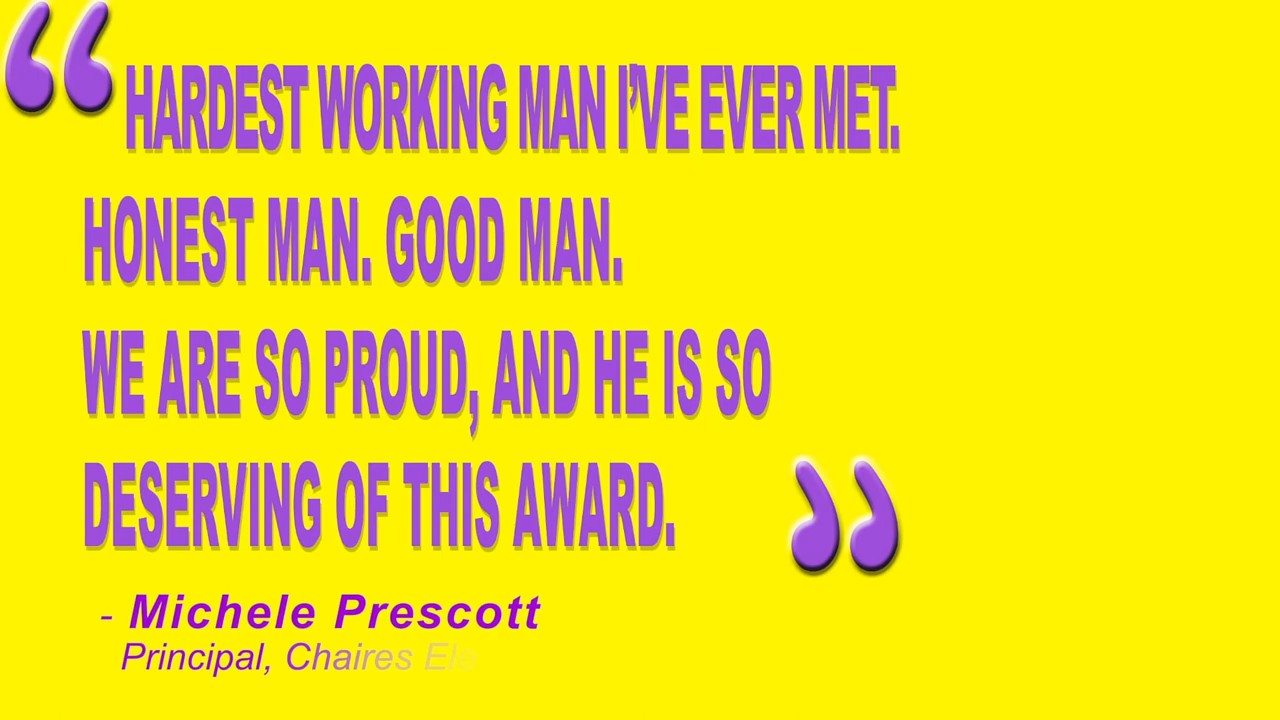 “ HARDEST WORKING MAN I’VE EVER MET.
HONEST MAN. GOOD MAN.
WE ARE SO PROUD, AND HE IS SO
DESERVING OF THIS AWARD. ”
- Michele Prescott
Principal, Chaires Ele